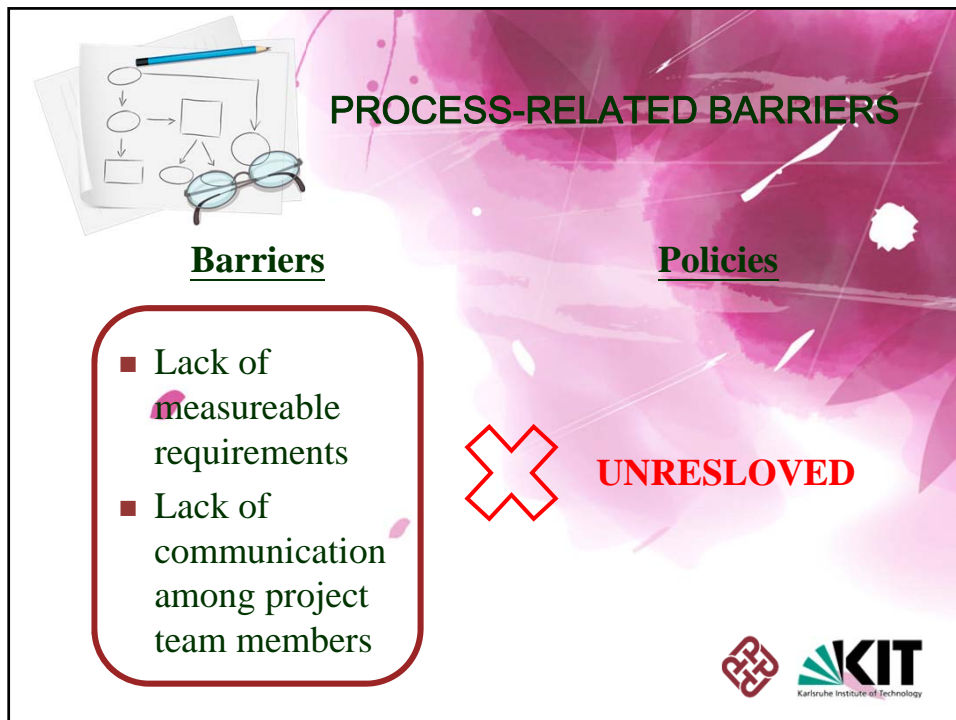 PROCESS-RELATED BARRIERS
Barriers
Policies
Lack of
measureable
requirements
Lack of
communication
among project
team members
UNRESLOVED
KIT
Karlsruhe Institute of Technology